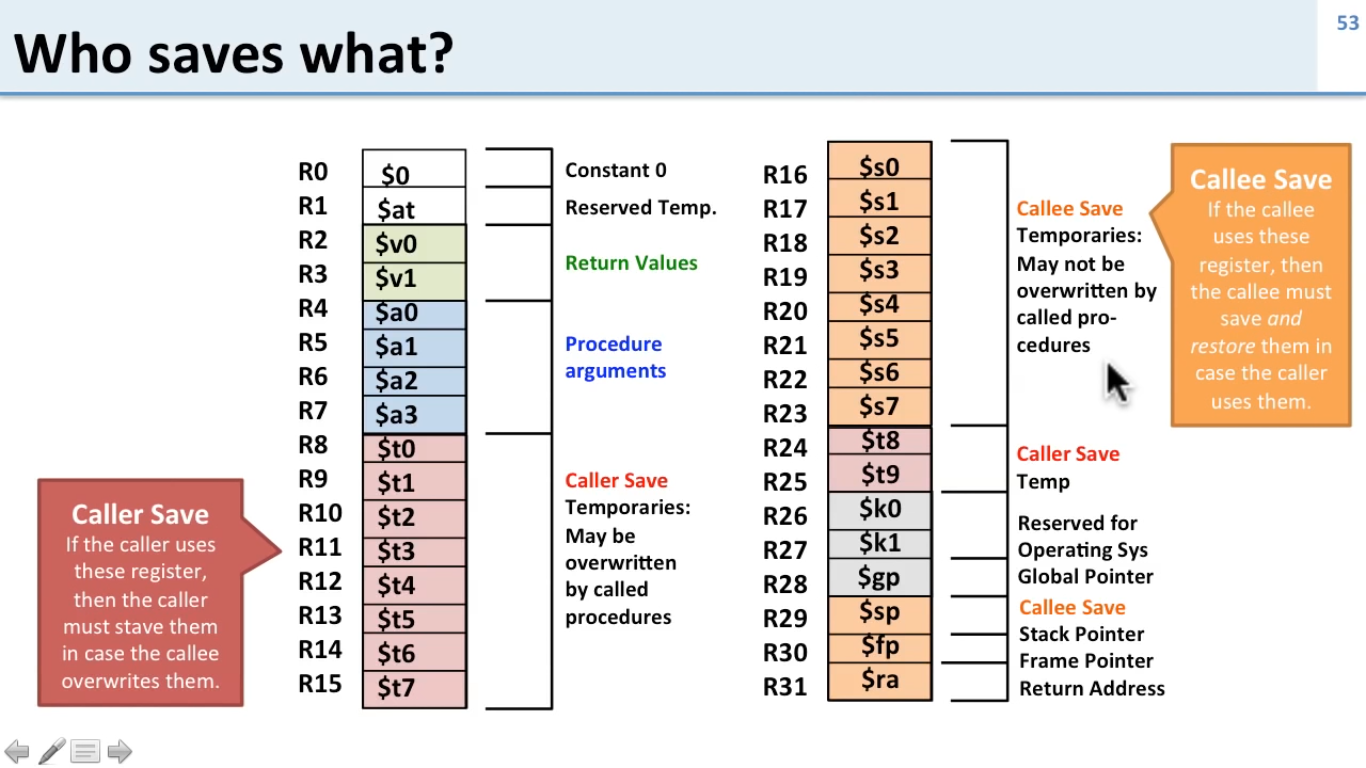 53
Who saves what?
R0 $0 Constant 0
R1 $at Reserved Temp.
R2 $v0
R3 $v1
Return Values
R4 $a0
R5 $a1
R6 $a2
R7 $a3
Procedure
arguments
R8 $t0
R9 $t1
R10 $t2
R11 $t3
R12 $t4
R13 $t5
R14 $t6
R15 $t7
Caller Save
Temporaries:
May be
overwritten
by called
procedures
Caller Save
If the caller uses
these register,
then the caller
must stave them
in case the callee
overwrites them.
R16 $s0
R17 $s1
R18 $s2
R19 $s3
R20 $s4
R21 $s5
R22 $s6
R23 $s7
Callee Save
Temporaries:
May not be
overwritten by
called pro-
cedures
Callee Save
If the callee
uses these
register, then
the callee must
save and
restore them in
case the caller
uses them.
R24 $t8
R25 $t9
Caller Save
Temp
R26 $k0
R27 $k1
Reserved for
Operating Sys
R28 $gp
Global Pointer
R29 $sp
R30 $fp
R31 $ra
Callee Save
Stack Pointer
Frame Pointer
Return Address